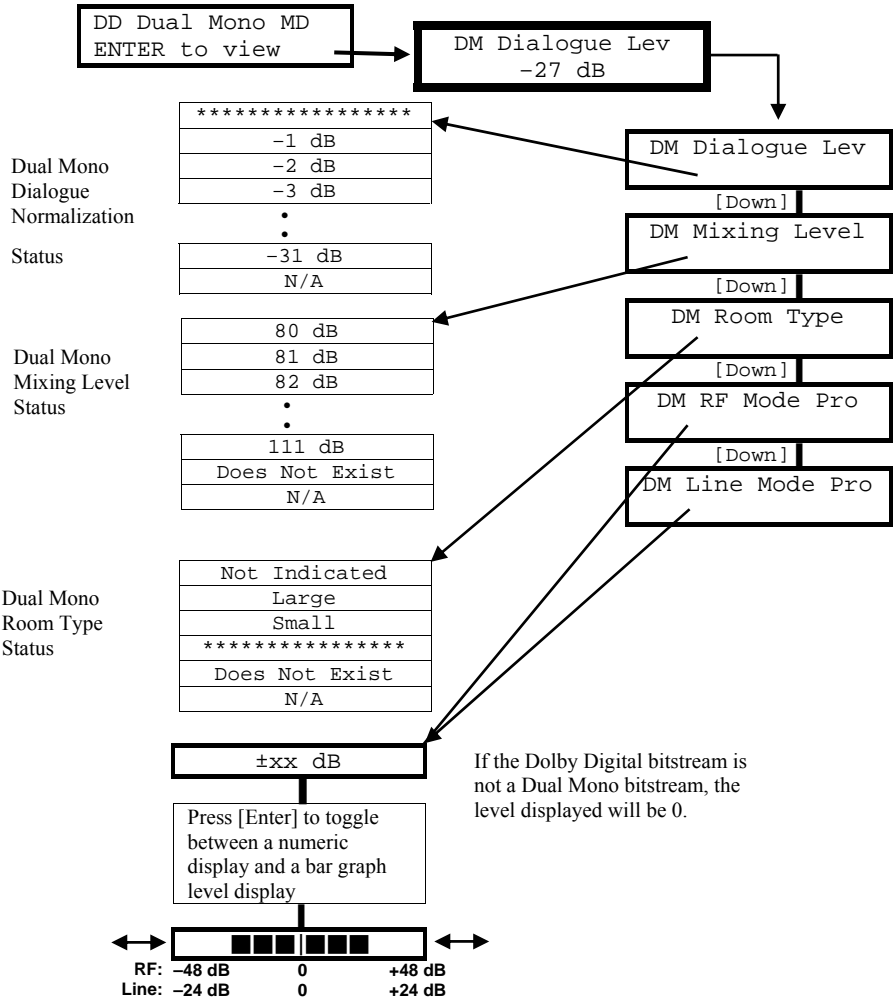 DD Dual Mono MD
ENTER to view
DM Dialogue Lev
−27 dB
DM Dialogue Lev
[Down]
DM Mixing Level
[Down]
DM Room Type
[Down]
DM RF Mode Pro
[Down]
DM Line Mode Pro
Dual Mono
Dialogue
Normalization
Status
*****************
−1 dB
−2 dB
−3 dB
•
•
−31 dB
N/A
Dual Mono
Mixing Level
Status
80 dB
81 dB
82 dB
•
•
111 dB
Does Not Exist
N/A
Dual Mono
Room Type
Status
Not Indicated
Large
Small
****************
Does Not Exist
N/A
±xx dB
If the Dolby Digital bitstream is
not a Dual Mono bitstream, the
level displayed will be 0.
Press [Enter] to toggle
between a numeric
display and a bar graph
level display
RF: −48 dB 0 +48 dB
Line: −24 dB 0 +24 dB